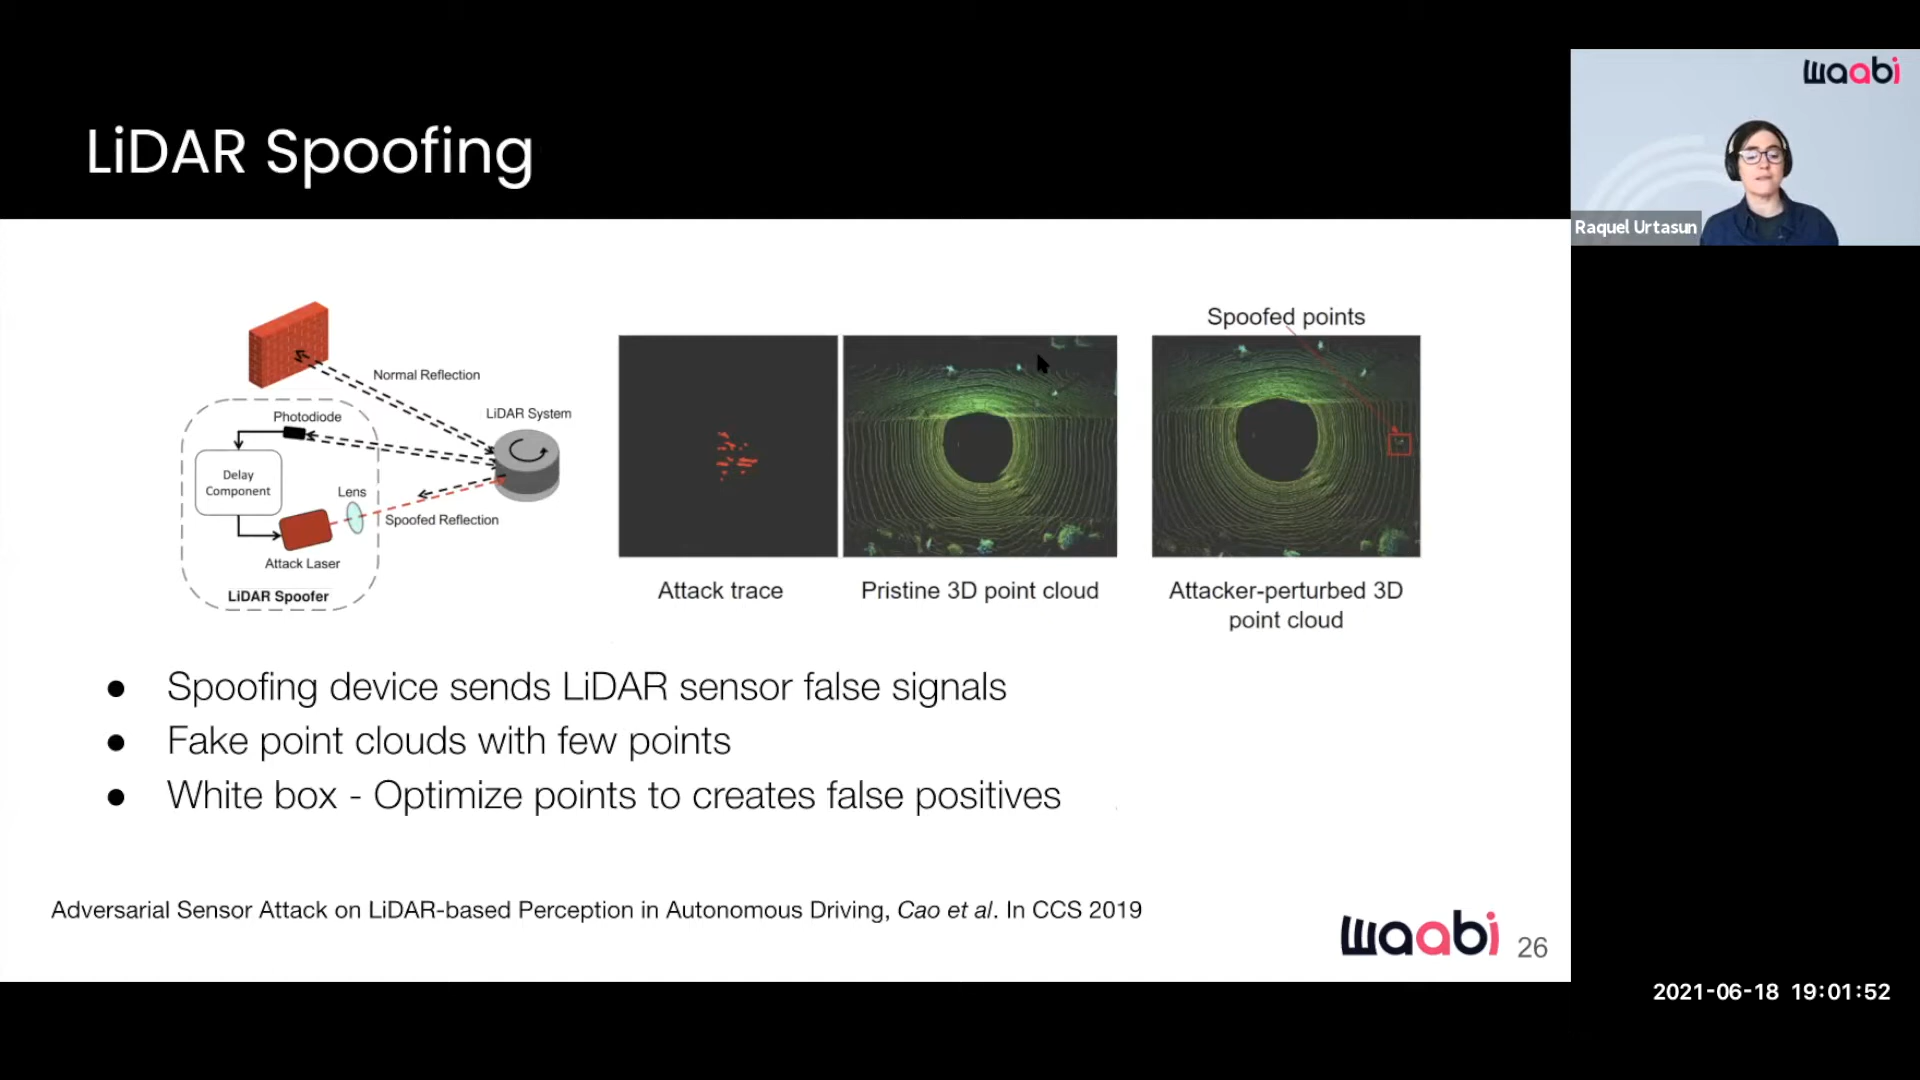 waabi
LiDAR Spoofing
Raquel Urtasun
Spoofed points
Normal Reflection
Photodiode
LiDAR System
Delay
Component
Lens
Spoofed Reflection
Attack Laser
LiDAR Spoofer
Attack trace
Pristine 3D point cloud
Attacker-perturbed 3D
point cloud
● Spoofing device sends LiDAR sensor false signals
● Fake point clouds with few points
● White box - Optimize points to creates false positives
Adversarial Sensor Attack on LiDAR-based Perception in Autonomous Driving, Cao et al. In CCS 2019
waabi 26
2021-06-18 19:01:52